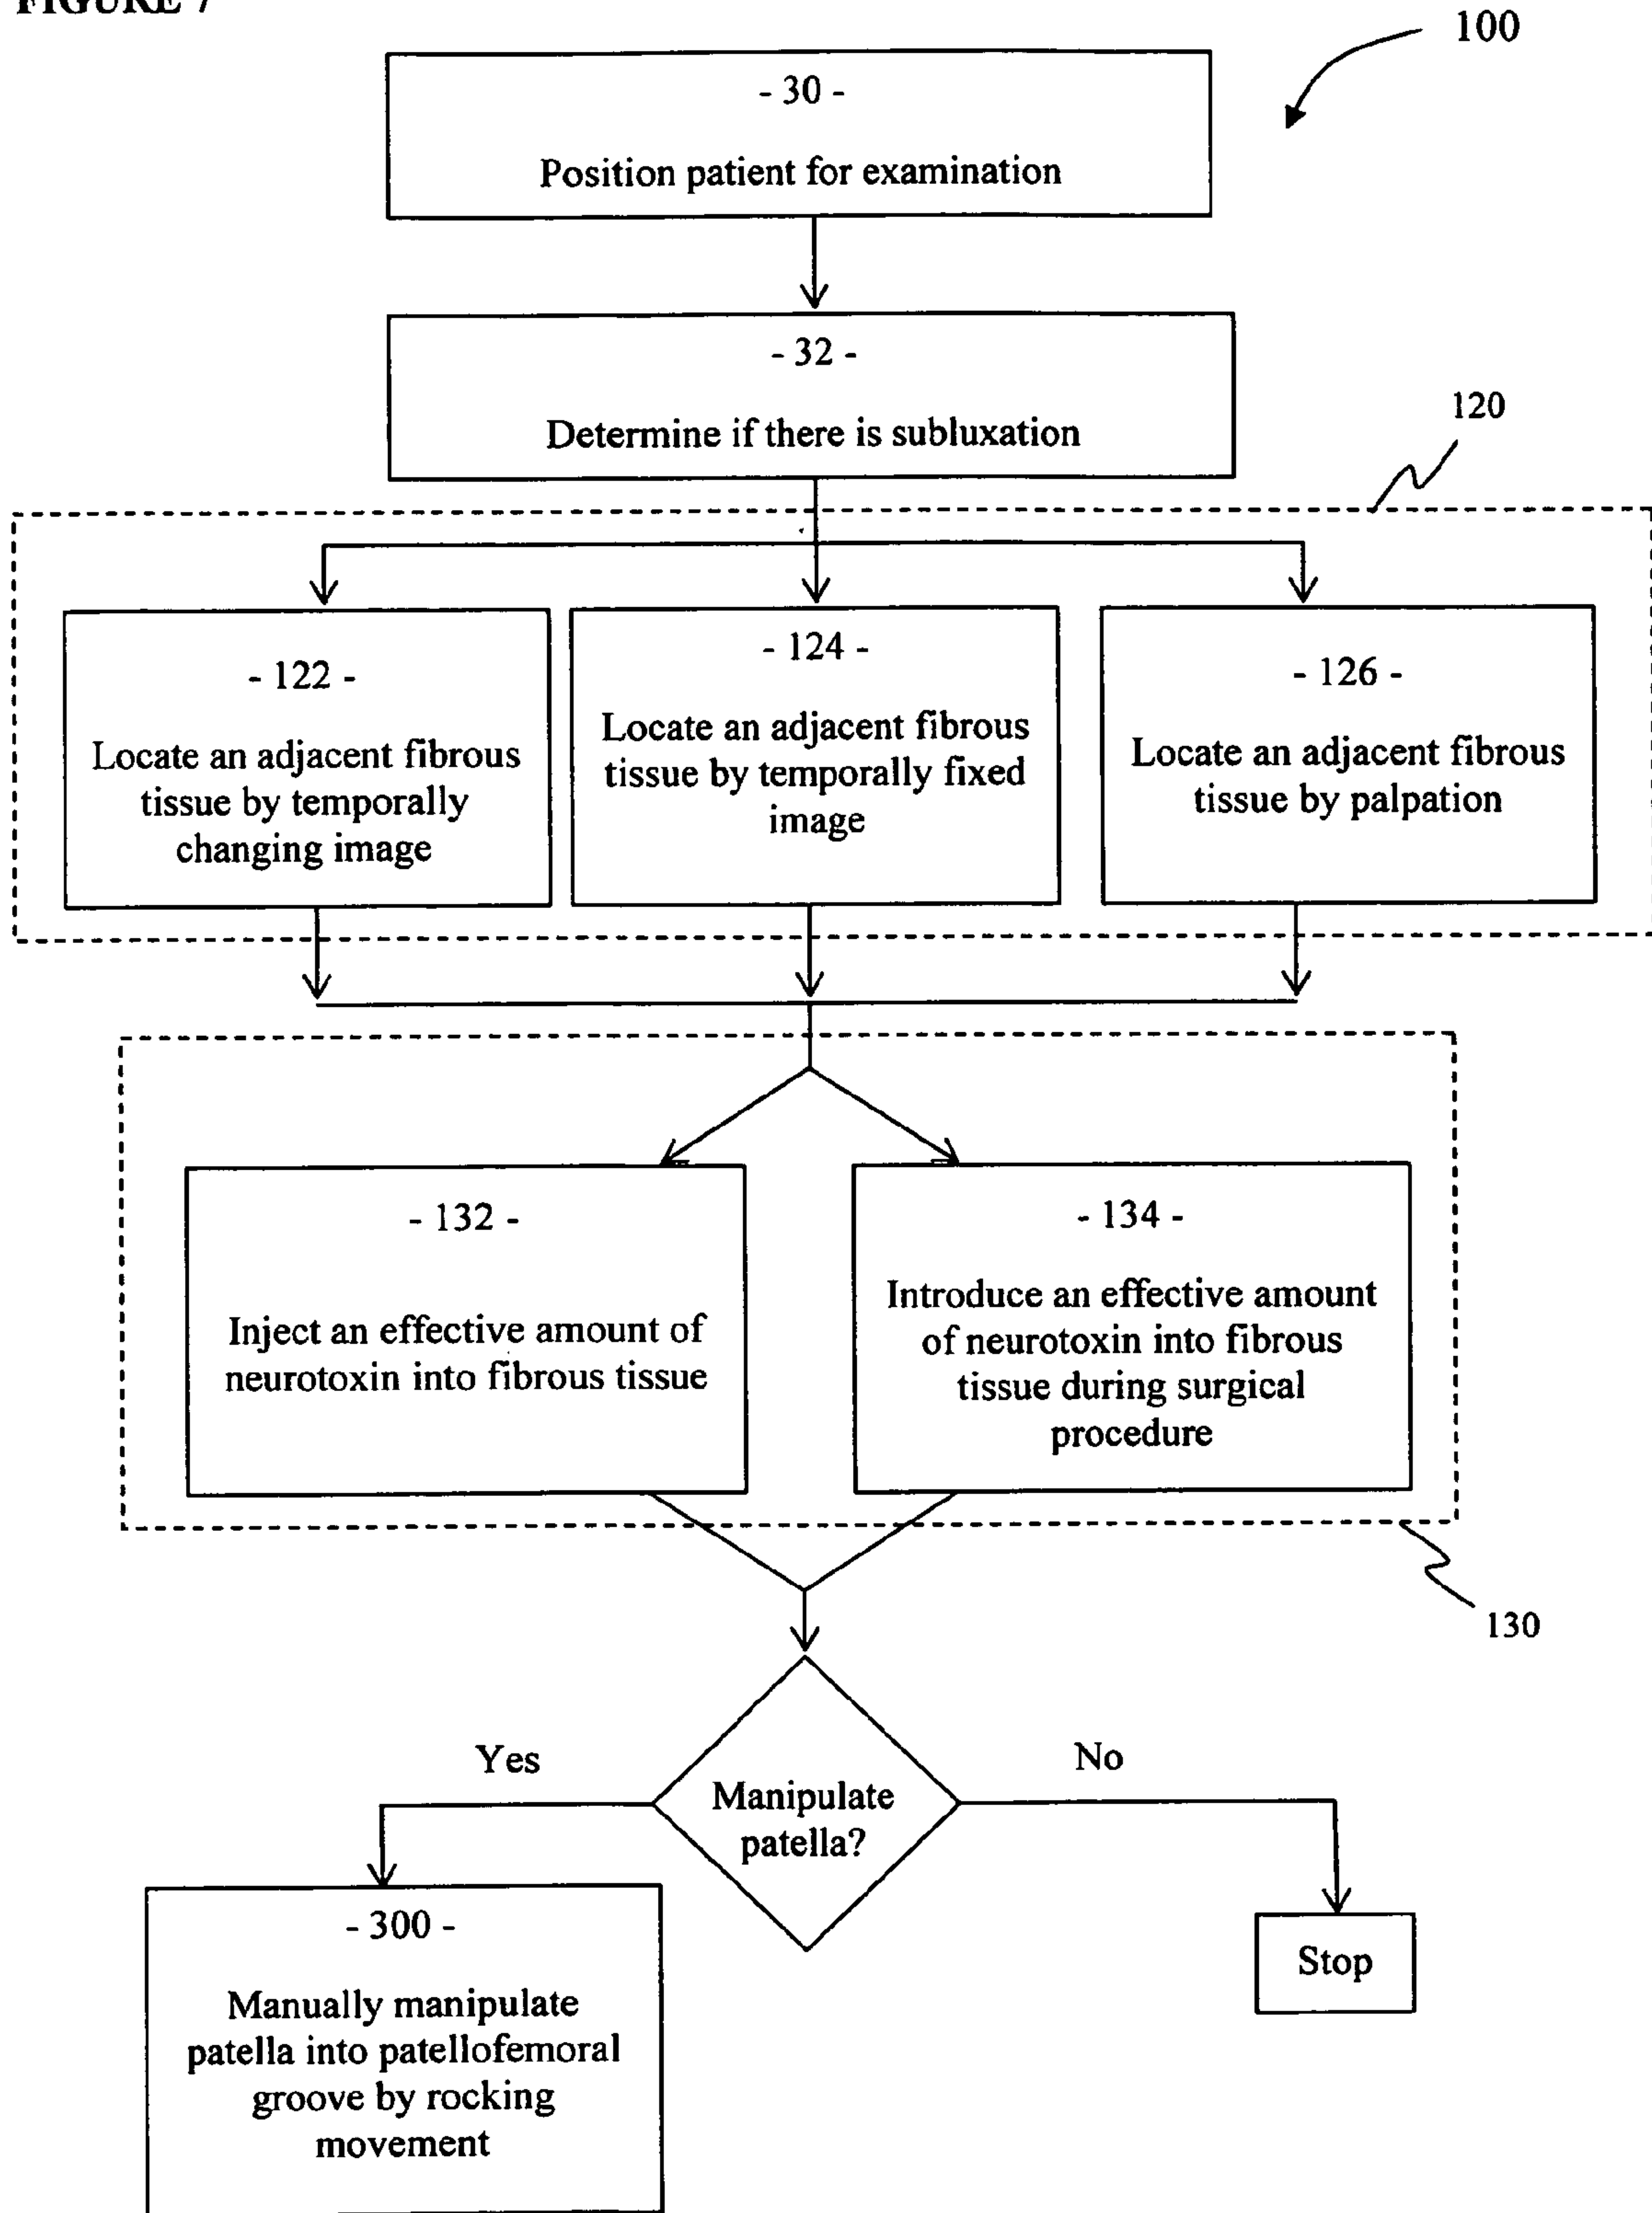 FIGURE 7
100
- 30 -
Position patient for examination
- 32 -
Determine if there is subluxation
120
- 122 -
Locate an adjacent fibrous
tissue by temporally
changing image
- 124 -
Locate an adjacent fibrous
tissue by temporally fixed
image
- 126 -
Locate an adjacent fibrous
tissue by palpation
- 132 -
Inject an effective amount of
neurotoxin into fibrous tissue
- 134 -
Introduce an effective amount
of neurotoxin into fibrous
tissue during surgical
procedure
130
Manipulate
patella?
Yes
No
- 300 -
Manually manipulate
patella into patellofemoral
groove by rocking
movement
Stop